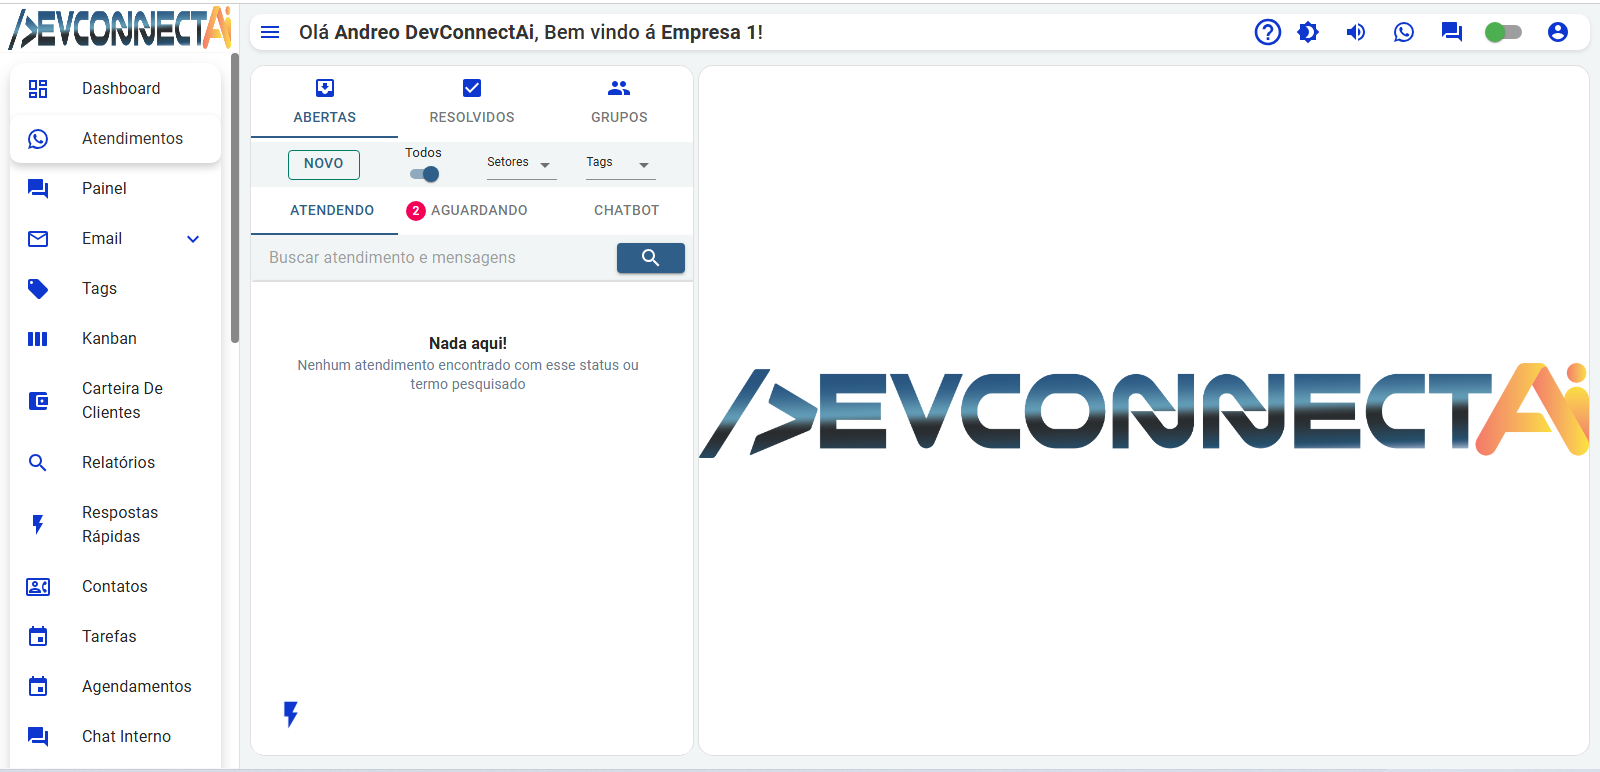 DEVCONNECTAi
Olá Andreo DevConnectAi, Bem vindo á Empresa 1!
Dashboard
Atendimentos
Painel
Email
Tags
Kanban
Carteira De
Clientes
Relatórios
Respostas
Rápidas
Contatos
Tarefas
Agendamentos
Chat Interno
ABERTAS RESOLVIDOS GRUPOS
NOVO Todos Setores Tags
ATENDENDO 2 AGUARDANDO CHATBOT
Buscar atendimento e mensagens
Nada aqui!
Nenhum atendimento encontrado com esse status ou
termo pesquisado
DEVCONNECTAi